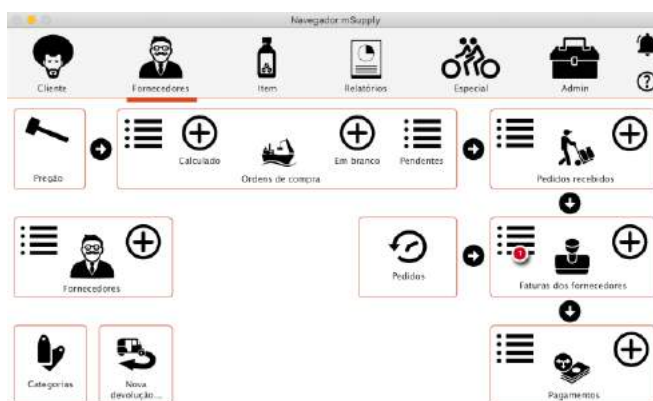 Navegador mSupply
Cliente
Fornecedores
Item
Relatórios
Especial
Admin
?
Pregão
Calculado
Em branco
Pendentes
Ordens de compra
Pedidos recebidos
Fornecedores
Pedidos
1
Faturas dos fornecedores
Categorias
Nova
devolução...
Pagamentos